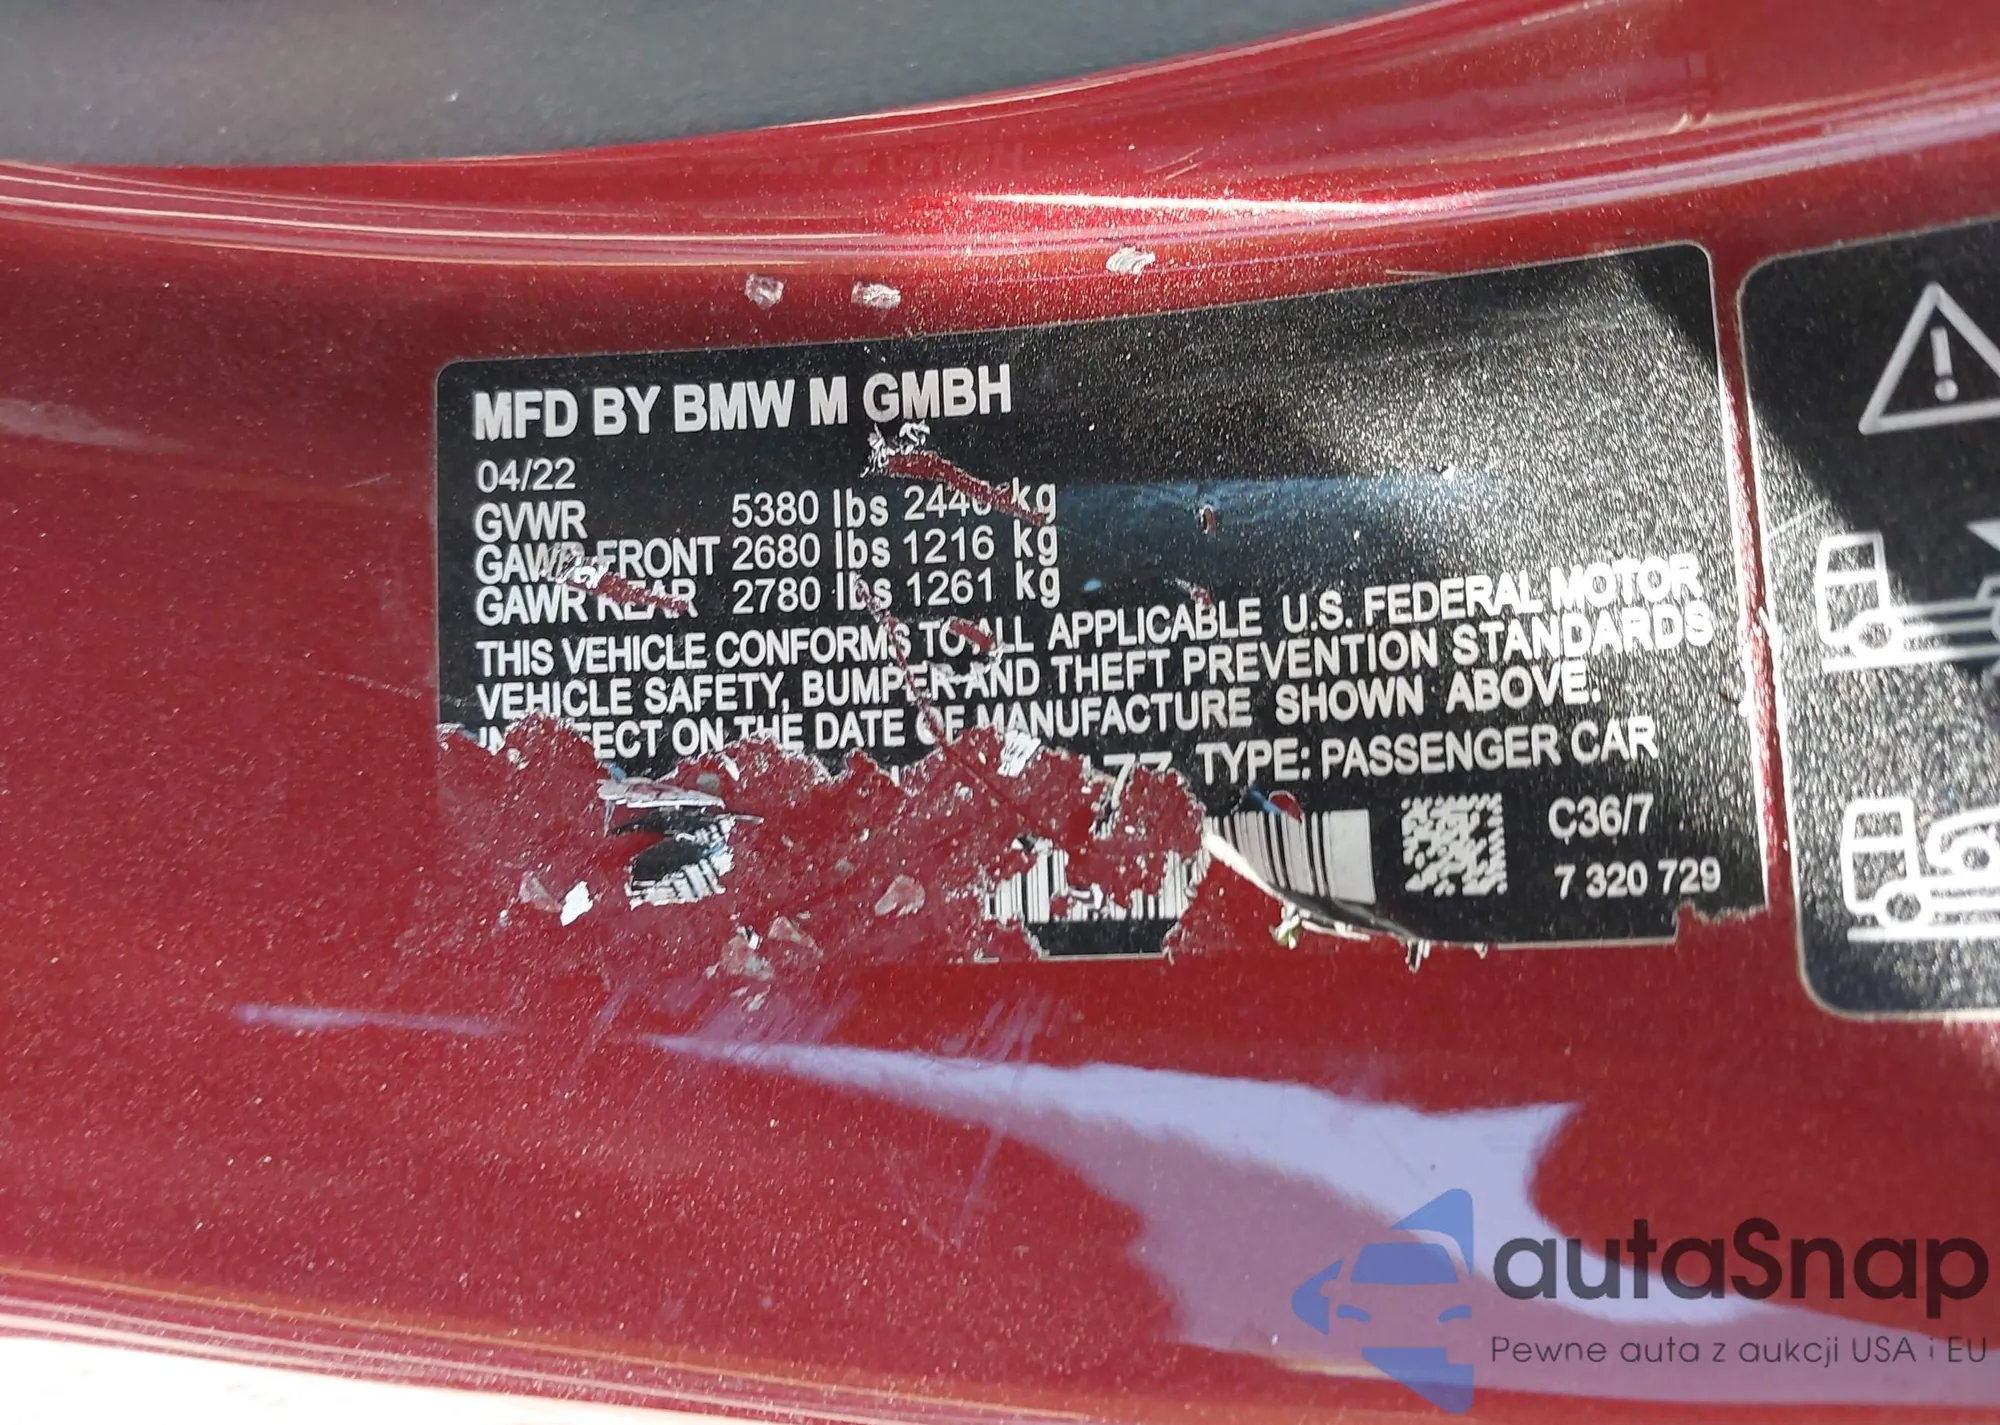 MFD BY BMW M GMBH
04/22
GVWR 5380 lbs 2440 kg
GAWR FRONT 2680 lbs 1216 kg
GAWR REAR 2780 lbs 1261 kg
THIS VEHICLE CONFORMS TO ALL APPLICABLE U.S. FEDERAL MOTOR
VEHICLE SAFETY, BUMPER AND THEFT PREVENTION STANDARDS
IN EFFECT ON THE DATE OF MANUFACTURE SHOWN ABOVE.
TYPE: PASSENGER CAR
C36/7
7 320 729
autaSnap
Pewne auta z aukcji USA i EU